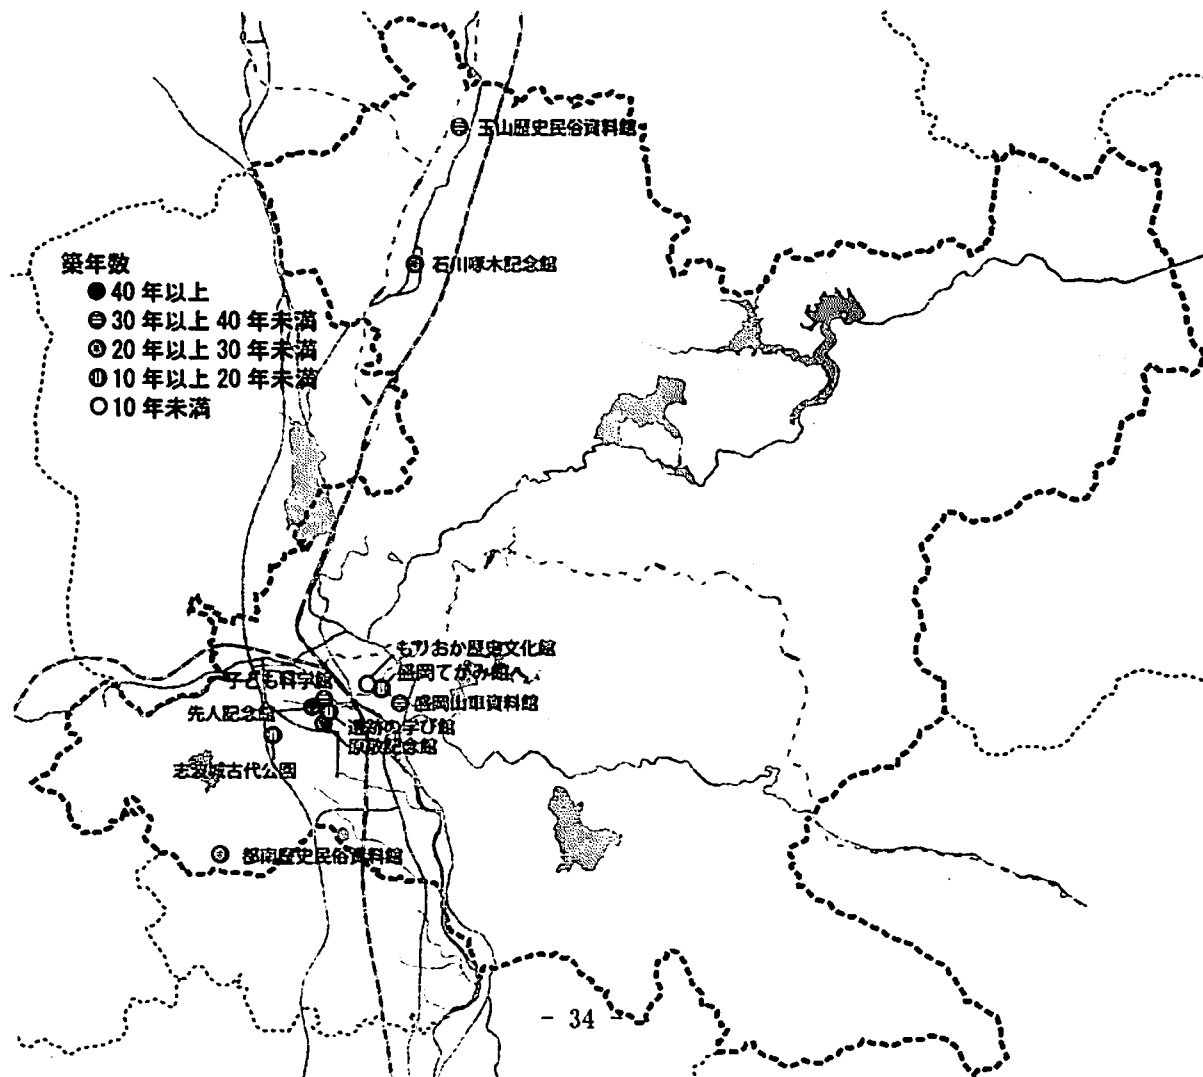 玉山歴史民俗資料館
石川啄木記念館
築年数
●40年以上
30年以上40年未満
20年以上30年未満
10年以上20年未満
○10年未満
もりおか歴史文化館
盛岡てがみ館へ
子ども科学館
盛岡山車資料館
先人記念館
遺跡の学び館
原敬記念館
志波城古代公園
都南歴史民俗資料館
- 34 -